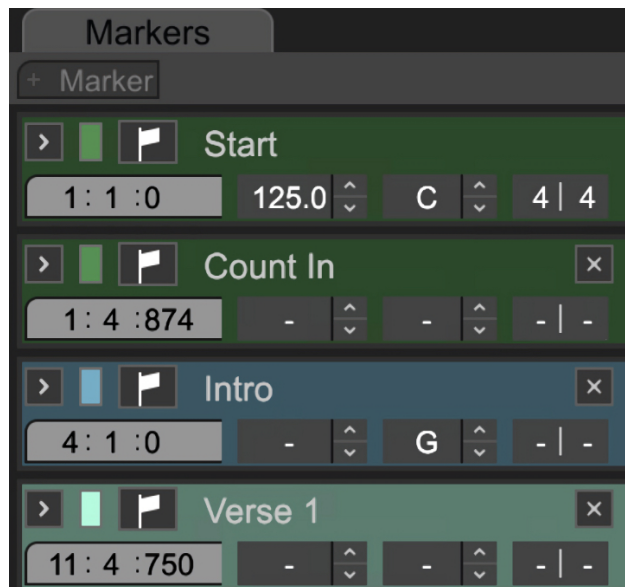 Markers
+ Marker
Start
1: 1 :0 125.0 C 4 | 4
Count In
1: 4 :874 - - - | -
Intro
4: 1 :0 - G - | -
Verse 1
11: 4 :750 - - - | -